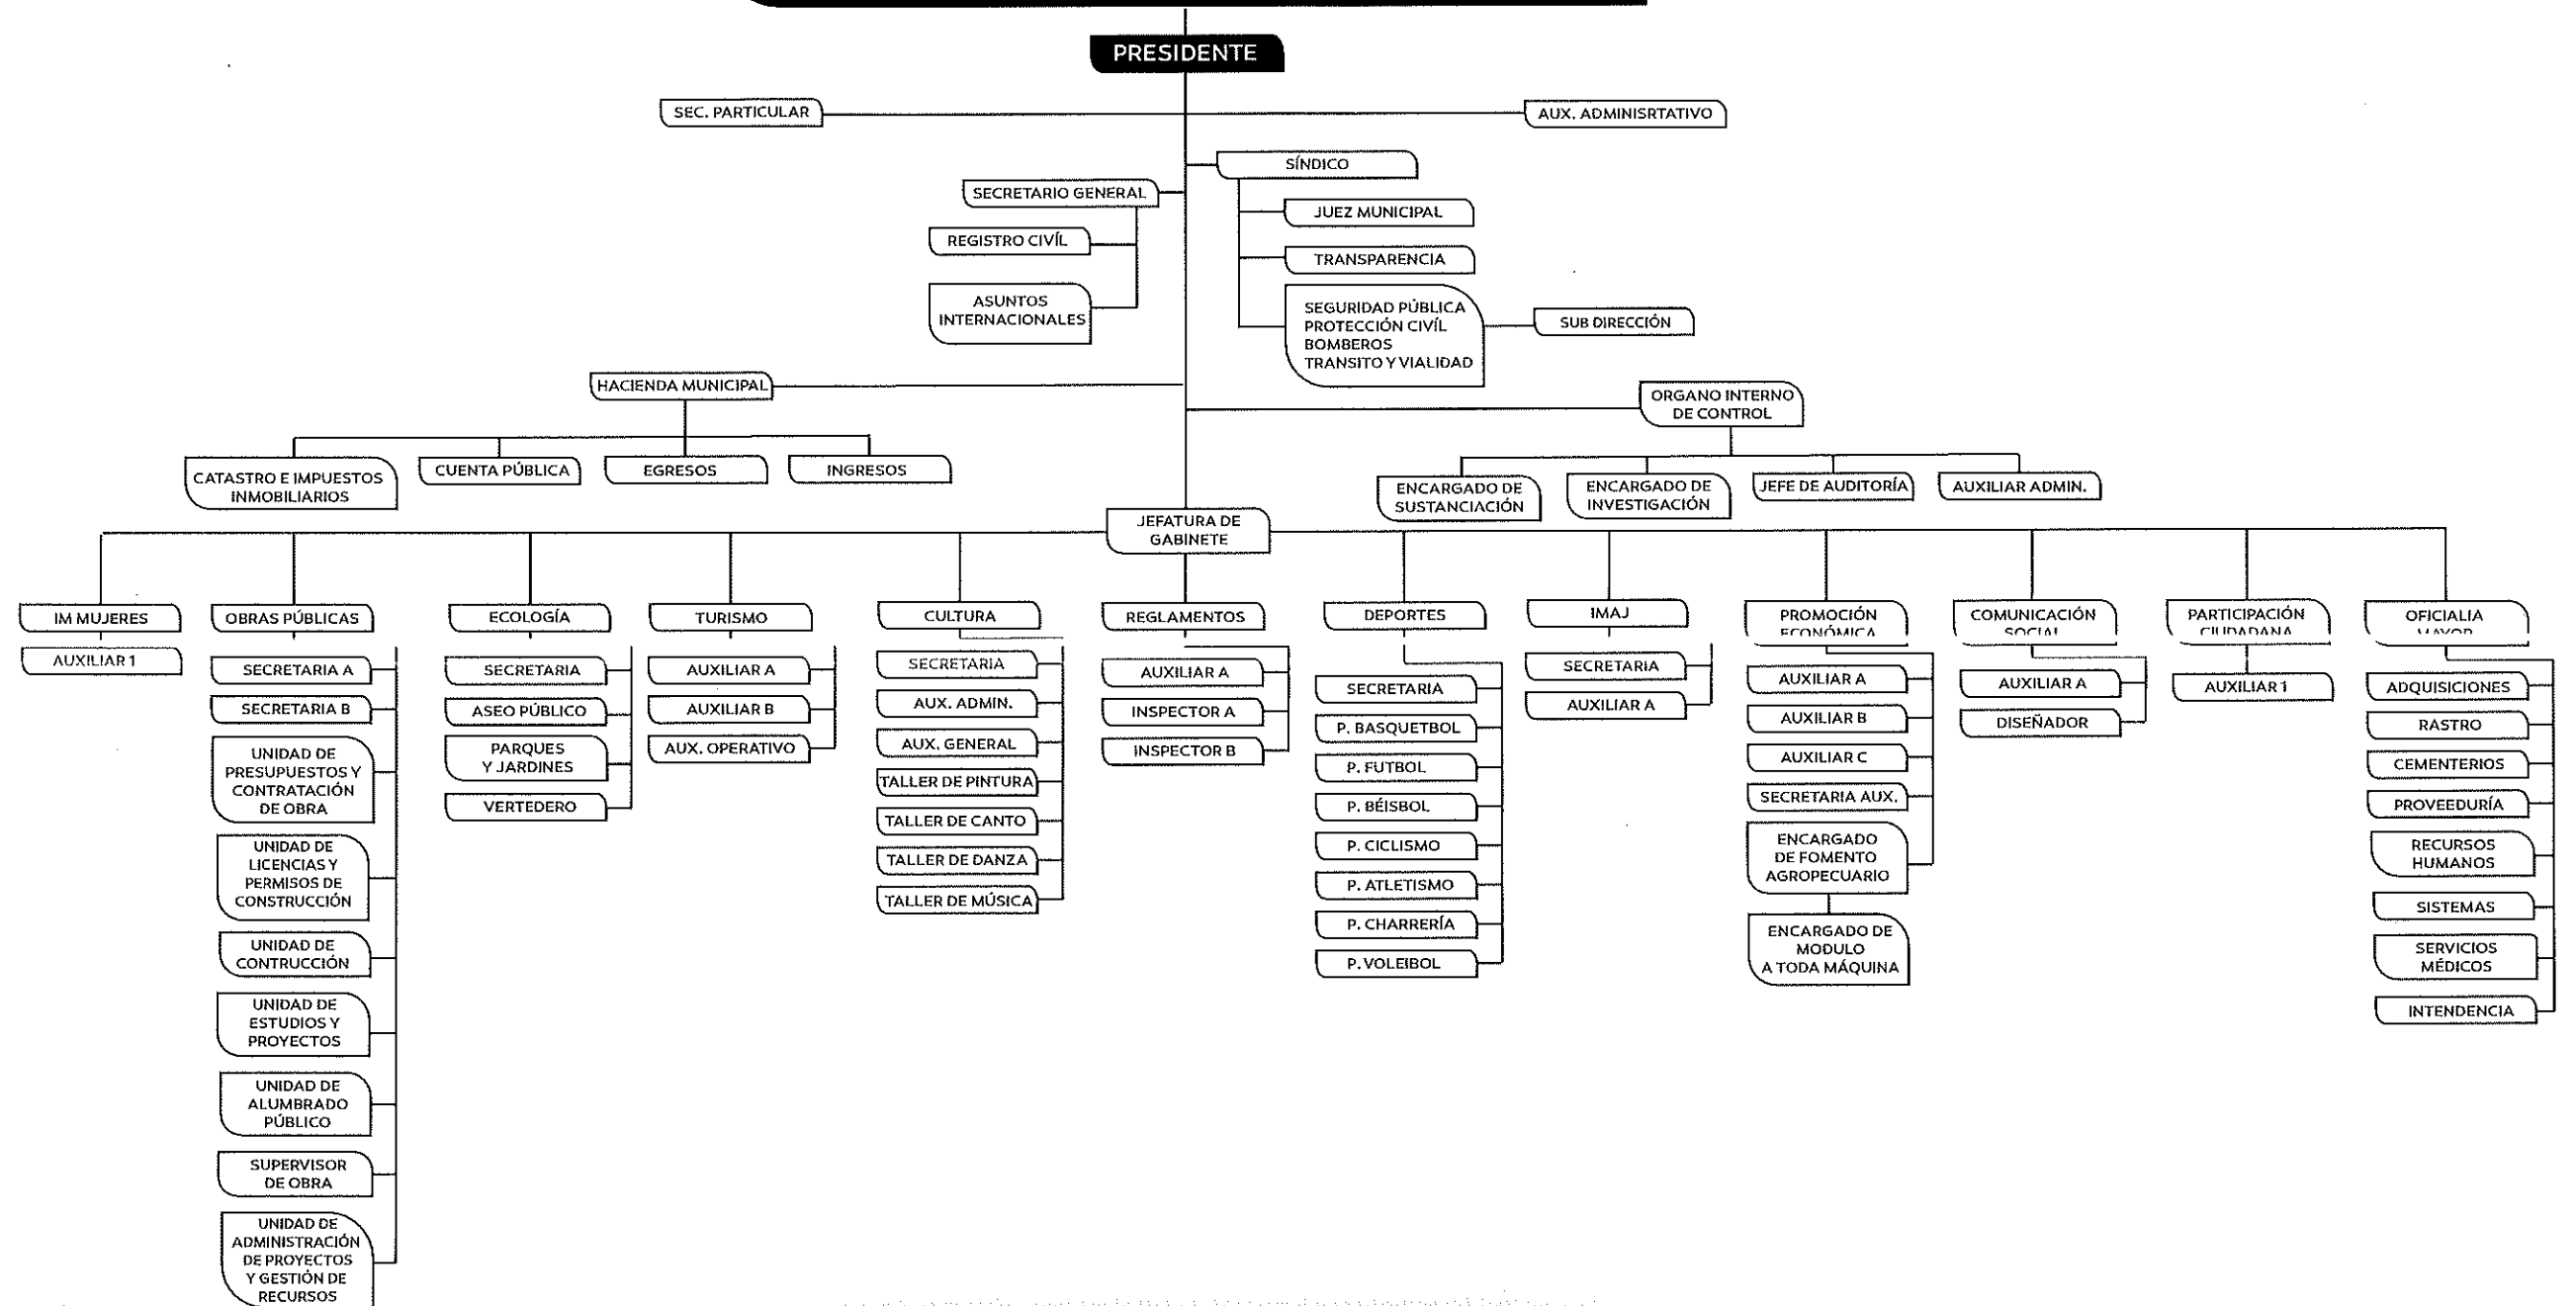 PRESIDENTE
SEC. PARTICULAR
AUX. ADMINISRTATIVO
SÍNDICO
SECRETARIO GENERAL
JUEZ MUNICIPAL
REGISTRO CIVÍL
TRANSPARENCIA
ASUNTOS
INTERNACIONALES
SEGURIDAD PÚBLICA
PROTECCIÓN CIVÍL
BOMBEROS
TRANSITO Y VIALIDAD
SUB DIRECCIÓN
HACIENDA MUNICIPAL
ORGANO INTERNO
DE CONTROL
CATASTRO E IMPUESTOS
INMOBILIARIOS
CUENTA PÚBLICA
EGRESOS
INGRESOS
ENCARGADO DE
SUSTANCIACIÓN
ENCARGADO DE
INVESTIGACIÓN
JEFE DE AUDITORÍA
AUXILIAR ADMIN.
JEFATURA DE
GABINETE
IM MUJERES
AUXILIAR 1
OBRAS PÚBLICAS
SECRETARIA A
SECRETARIA B
UNIDAD DE
PRESUPUESTOS Y
CONTRATACIÓN
DE OBRA
UNIDAD DE
LICENCIAS Y
PERMISOS DE
CONSTRUCCIÓN
UNIDAD DE
CONTRUCCIÓN
UNIDAD DE
ESTUDIOS Y
PROYECTOS
UNIDAD DE
ALUMBRADO
PÚBLICO
SUPERVISOR
DE OBRA
UNIDAD DE
ADMINISTRACIÓN
DE PROYECTOS
Y GESTIÓN DE
RECURSOS
ECOLOGÍA
SECRETARIA
ASEO PÚBLICO
PARQUES
Y JARDINES
VERTEDERO
TURISMO
AUXILIAR A
AUXILIAR B
AUX. OPERATIVO
CULTURA
SECRETARIA
AUX. ADMIN.
AUX. GENERAL
TALLER DE PINTURA
TALLER DE CANTO
TALLER DE DANZA
TALLER DE MÚSICA
REGLAMENTOS
AUXILIAR A
INSPECTOR A
INSPECTOR B
DEPORTES
SECRETARIA
P. BASQUETBOL
P. FUTBOL
P. BÉISBOL
P. CICLISMO
P. ATLETISMO
P. CHARRERÍA
P. VOLEIBOL
IMAJ
SECRETARIA
AUXILIAR A
PROMOCIÓN
ECONÓMICA
AUXILIAR A
AUXILIAR B
AUXILIAR C
SECRETARIA AUX.
ENCARGADO
DE FOMENTO
AGROPECUARIO
ENCARGADO DE
MODULO
A TODA MÁQUINA
COMUNICACIÓN
SOCIAL
AUXILIAR A
DISEÑADOR
PARTICIPACIÓN
CIUDADANA
AUXILIAR 1
OFICIALIA
MAYOR
ADQUISICIONES
RASTRO
CEMENTERIOS
PROVEEDURÍA
RECURSOS
HUMANOS
SISTEMAS
SERVICIOS
MÉDICOS
INTENDENCIA